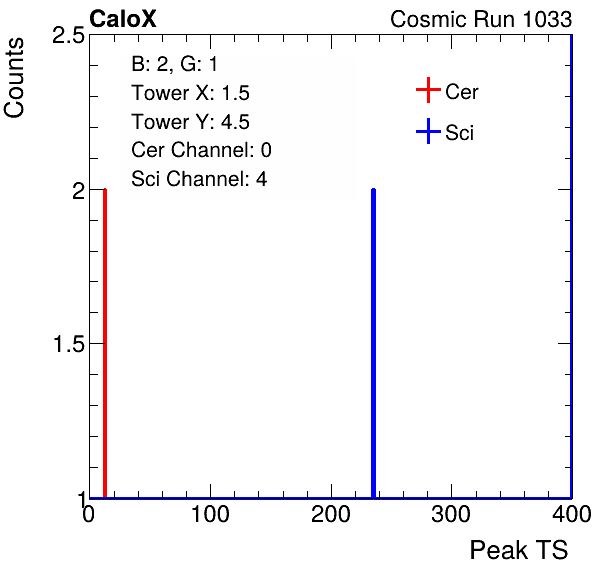 CaloX Cosmic Run 1033
Counts
2.5
2
1.5
1
B: 2, G: 1
Tower X: 1.5
Tower Y: 4.5
Cer Channel: 0
Sci Channel: 4
Cer
Sci
0 100 200 300 400
Peak TS